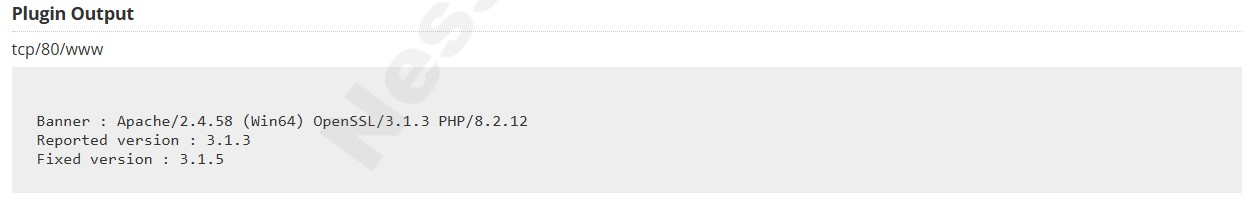 Plugin Output
tcp/80/www
Banner : Apache/2.4.58 (Win64) OpenSSL/3.1.3 PHP/8.2.12
Reported version : 3.1.3
Fixed version : 3.1.5
Nes